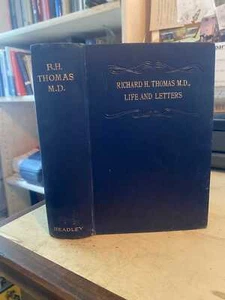 R.H.
THOMAS
M.D.
HEADLEY
RICHARD H. THOMAS M.D.,
LIFE AND LETTERS